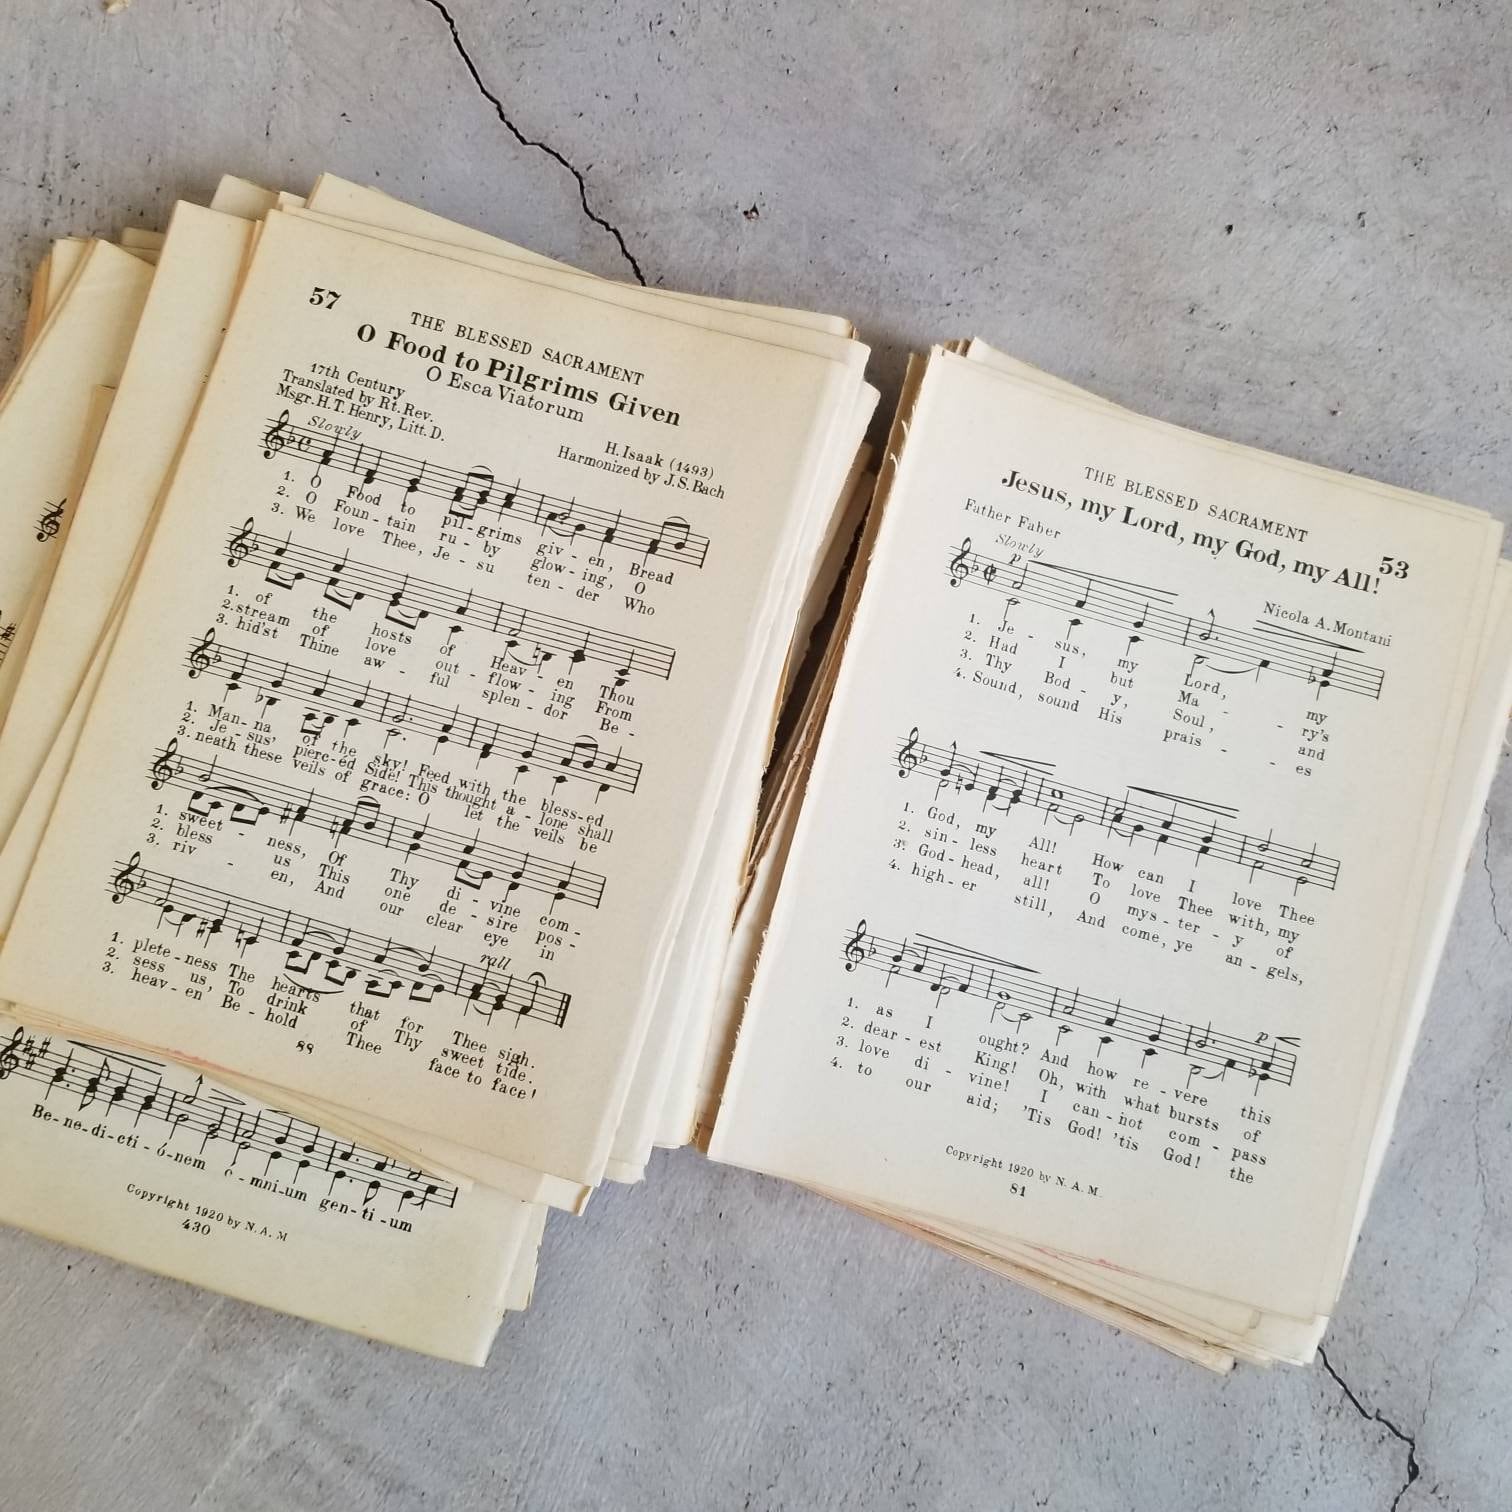 57
THE BLESSED SACRAMENT
O Food to Pilgrims Given
O Esca Viatorum
17th Century
Translated by Rt. Rev.
Msgr. H. T. Henry, Litt. D.
H. Isaak (1493)
Harmonized by J. S. Bach
Slowly
1. O Food to pil - grims giv - en, Bread
2. O Foun - tain ru - by glow - ing, O
3. We love Thee, Je - su ten - der Who
1. of the hosts of Heav - en Thou
2. stream of love out - flow - ing From
3. hid'st Thine aw - ful splen - dor Be -
1. Man - na of the sky! Feed with the bless - ed
2. Je - sus' pierc - ed Side! This thought a - lone shall
3. neath these veils of grace: O let the veils be
1. sweet - ness, Of Thy di - vine com -
2. bless us This one de - sire pos -
3. riv - en, And our clear eye in
rall
1. plete - ness The hearts that for Thee sigh.
2. sess us, To drink of Thy sweet tide.
3. heav - en Be - hold Thee face to face!
88
Be - ne - di - cti - ó - nem ó - mni - um gen - ti - um
Copyright 1920 by N. A. M
430
THE BLESSED SACRAMENT
Jesus, my Lord, my God, my All!
53
Father Faber
Nicola A. Montani
Slowly
p
1. Je - sus, my Lord, my
2. Had I but Ma - ry's
3. Thy Bod - y, Soul, and
4. Sound, sound His prais - es
1. God, my All! How can I love Thee
2. sin - less heart To love Thee with, my
3. God - head, all! O mys - ter - y of
4. high - er still, And come, ye an - gels,
p
1. as I ought? And how re - vere this
2. dear - est King! Oh, with what bursts of
3. love di - vine! I can - not com - pass
4. to our aid; 'Tis God! 'tis God! the
Copyright 1920 by N. A. M.
81